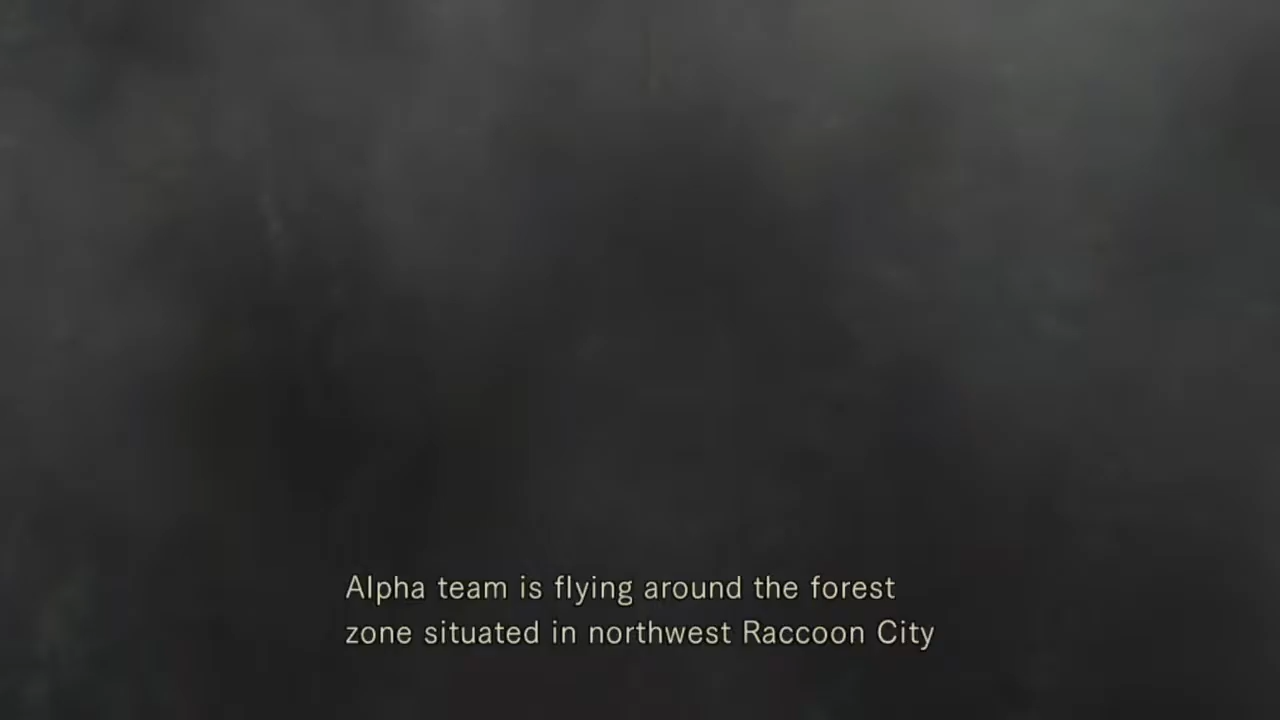 Alpha team is flying around the forest
zone situated in northwest Raccoon City